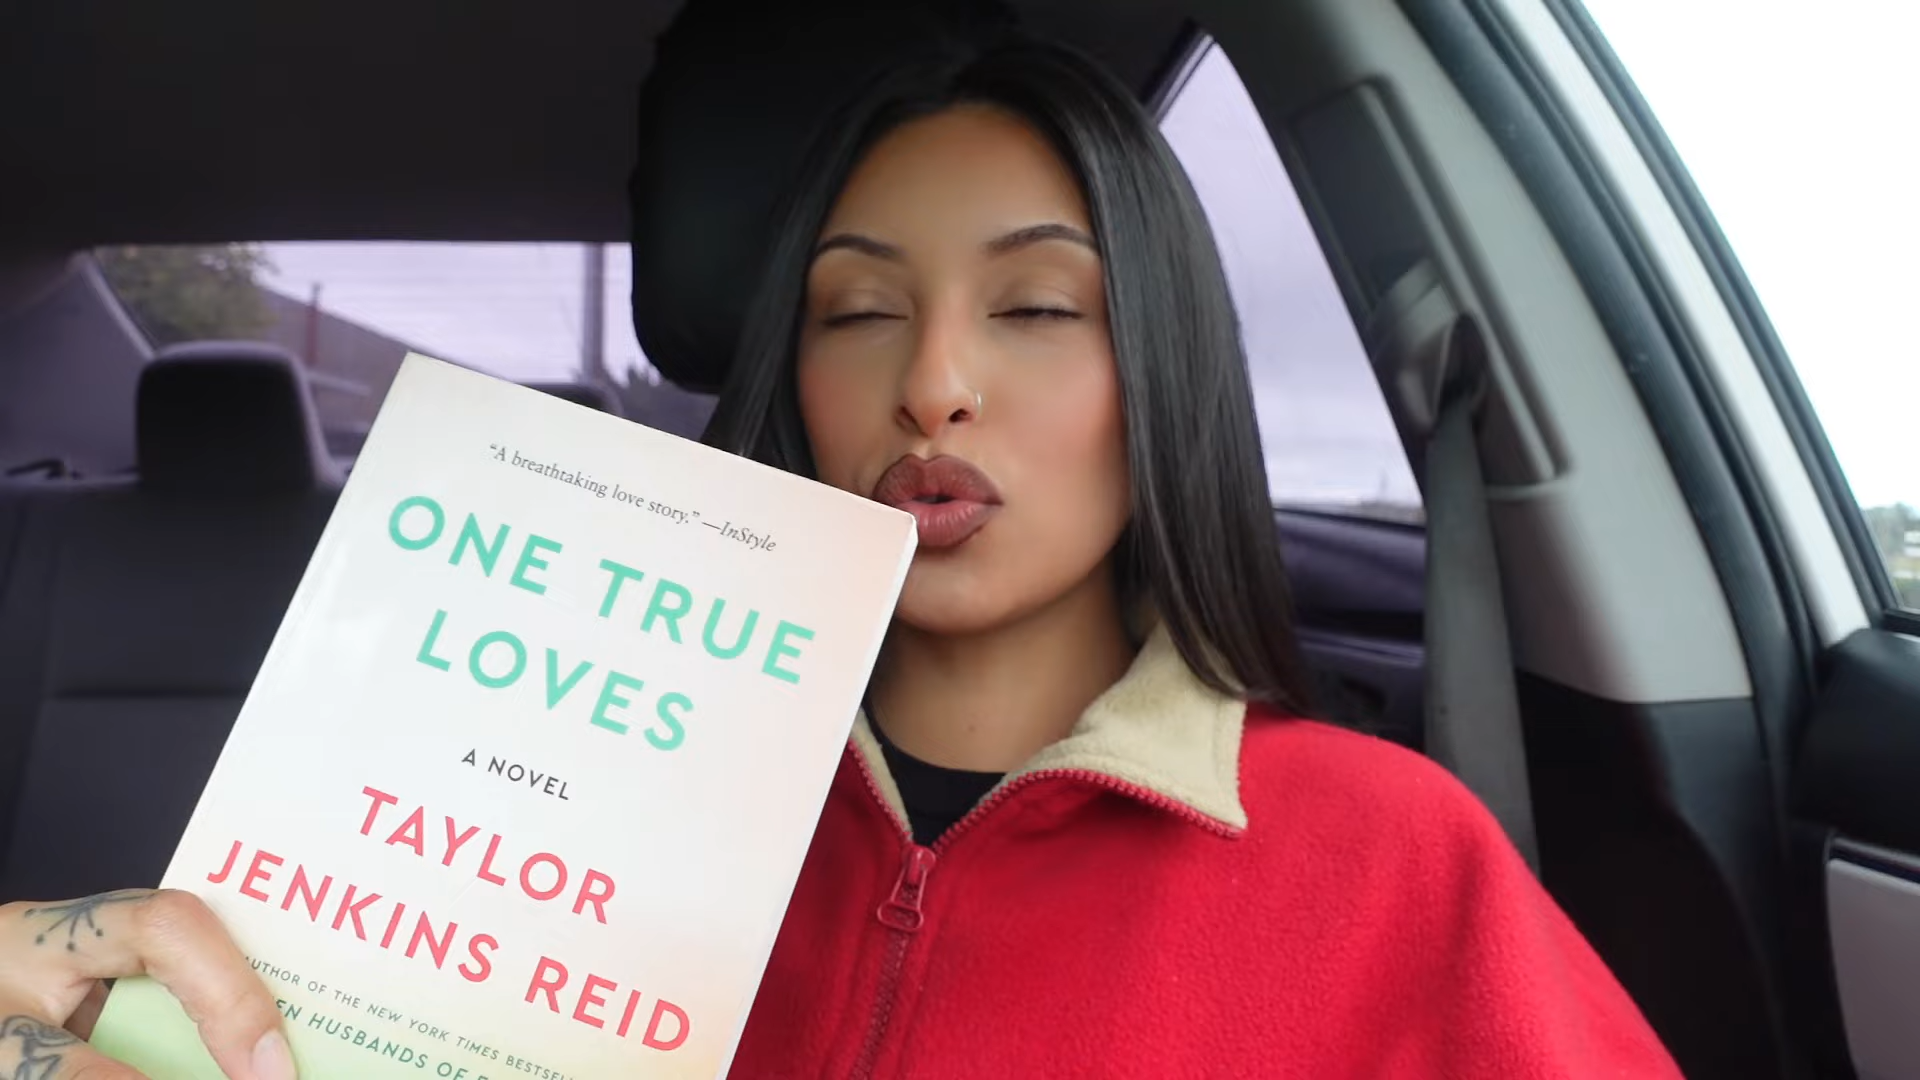 “A breathtaking love story.” —InStyle
ONE TRUE
LOVES
A NOVEL
TAYLOR
JENKINS REID
AUTHOR OF THE NEW YORK TIMES
HUSBANDS OF